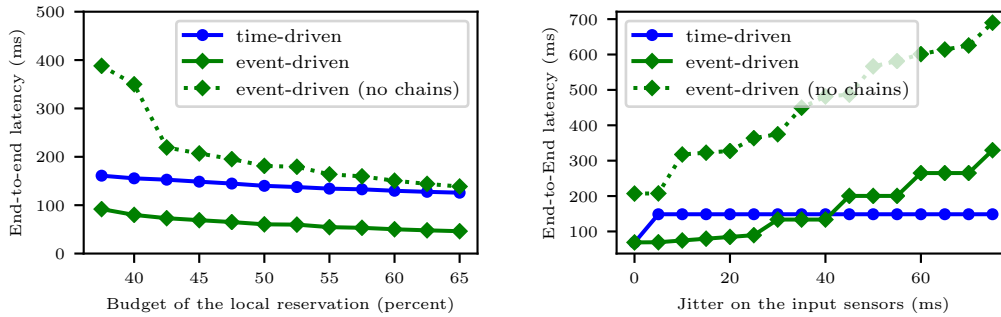 500
400
300
200
100
0
End-to-end latency (ms)
time-driven
event-driven
event-driven (no chains)
40
45
50
55
60
65
Budget of the local reservation (percent)
700
600
500
400
300
200
100
End-to-End latency (ms)
time-driven
event-driven
event-driven (no chains)
0
20
40
60
Jitter on the input sensors (ms)